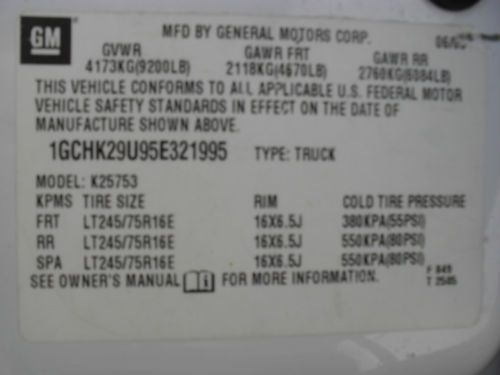 GM
MFD BY GENERAL MOTORS CORP.
GVWR GAWR FRT GAWR RR
4173KG(9200LB) 2118KG(4670LB) 2760KG(6084LB)
THIS VEHICLE CONFORMS TO ALL APPLICABLE U.S. FEDERAL MOTOR
VEHICLE SAFETY STANDARDS IN EFFECT ON THE DATE OF
MANUFACTURE SHOWN ABOVE.
1GCHK29U95E321995 TYPE: TRUCK
MODEL: K25753
KPMS TIRE SIZE RIM COLD TIRE PRESSURE
FRT LT245/75R16E 16X6.5J 380KPA(55PSI)
RR LT245/75R16E 16X6.5J 550KPA(80PSI)
SPA LT245/75R16E 16X6.5J 550KPA(80PSI)
SEE OWNER'S MANUAL FOR MORE INFORMATION.